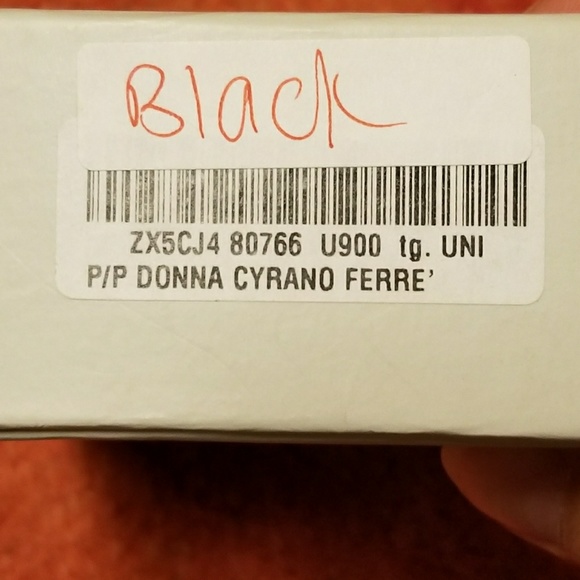 Black
ZX5CJ4 80766 U900 tg. UNI
P/P DONNA CYRANO FERRE'